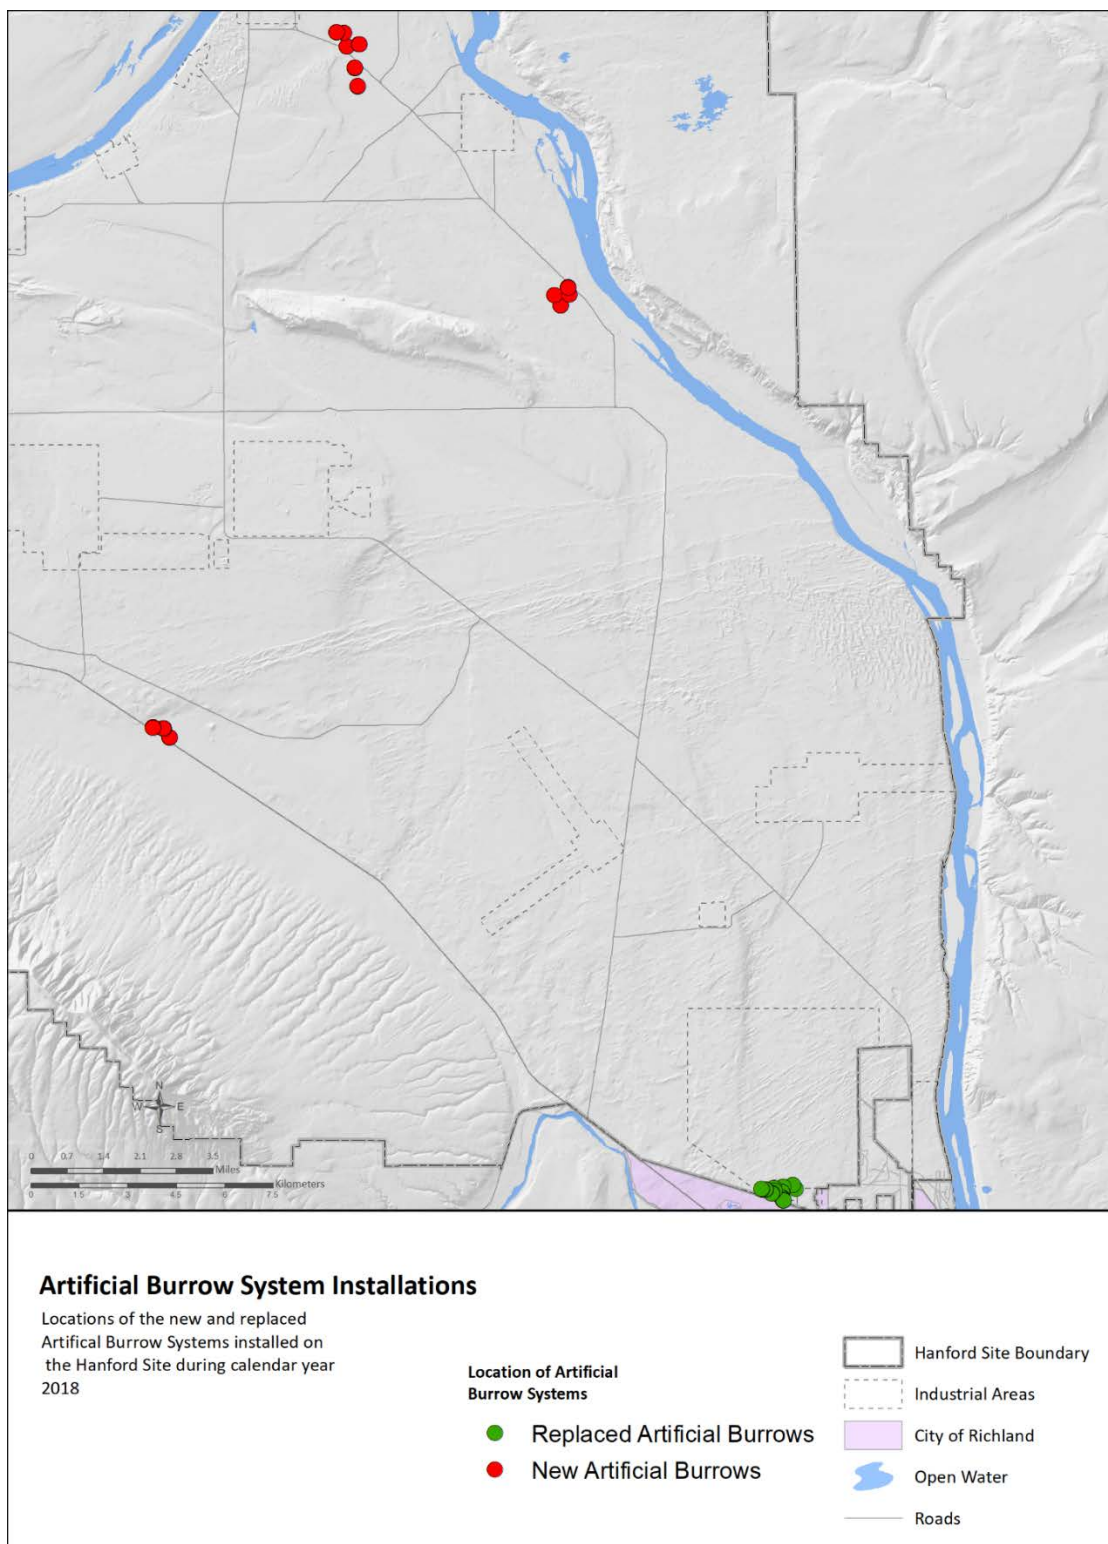 N
W E
S
0 0.7 1.4 2.1 2.8 3.5
Miles
Kilometers
0 1.5 3 4.5 6 7.5
Artificial Burrow System Installations
Locations of the new and replaced
Artifical Burrow Systems installed on
the Hanford Site during calendar year
2018
Location of Artificial
Burrow Systems
Replaced Artificial Burrows
New Artificial Burrows
Hanford Site Boundary
Industrial Areas
City of Richland
Open Water
Roads